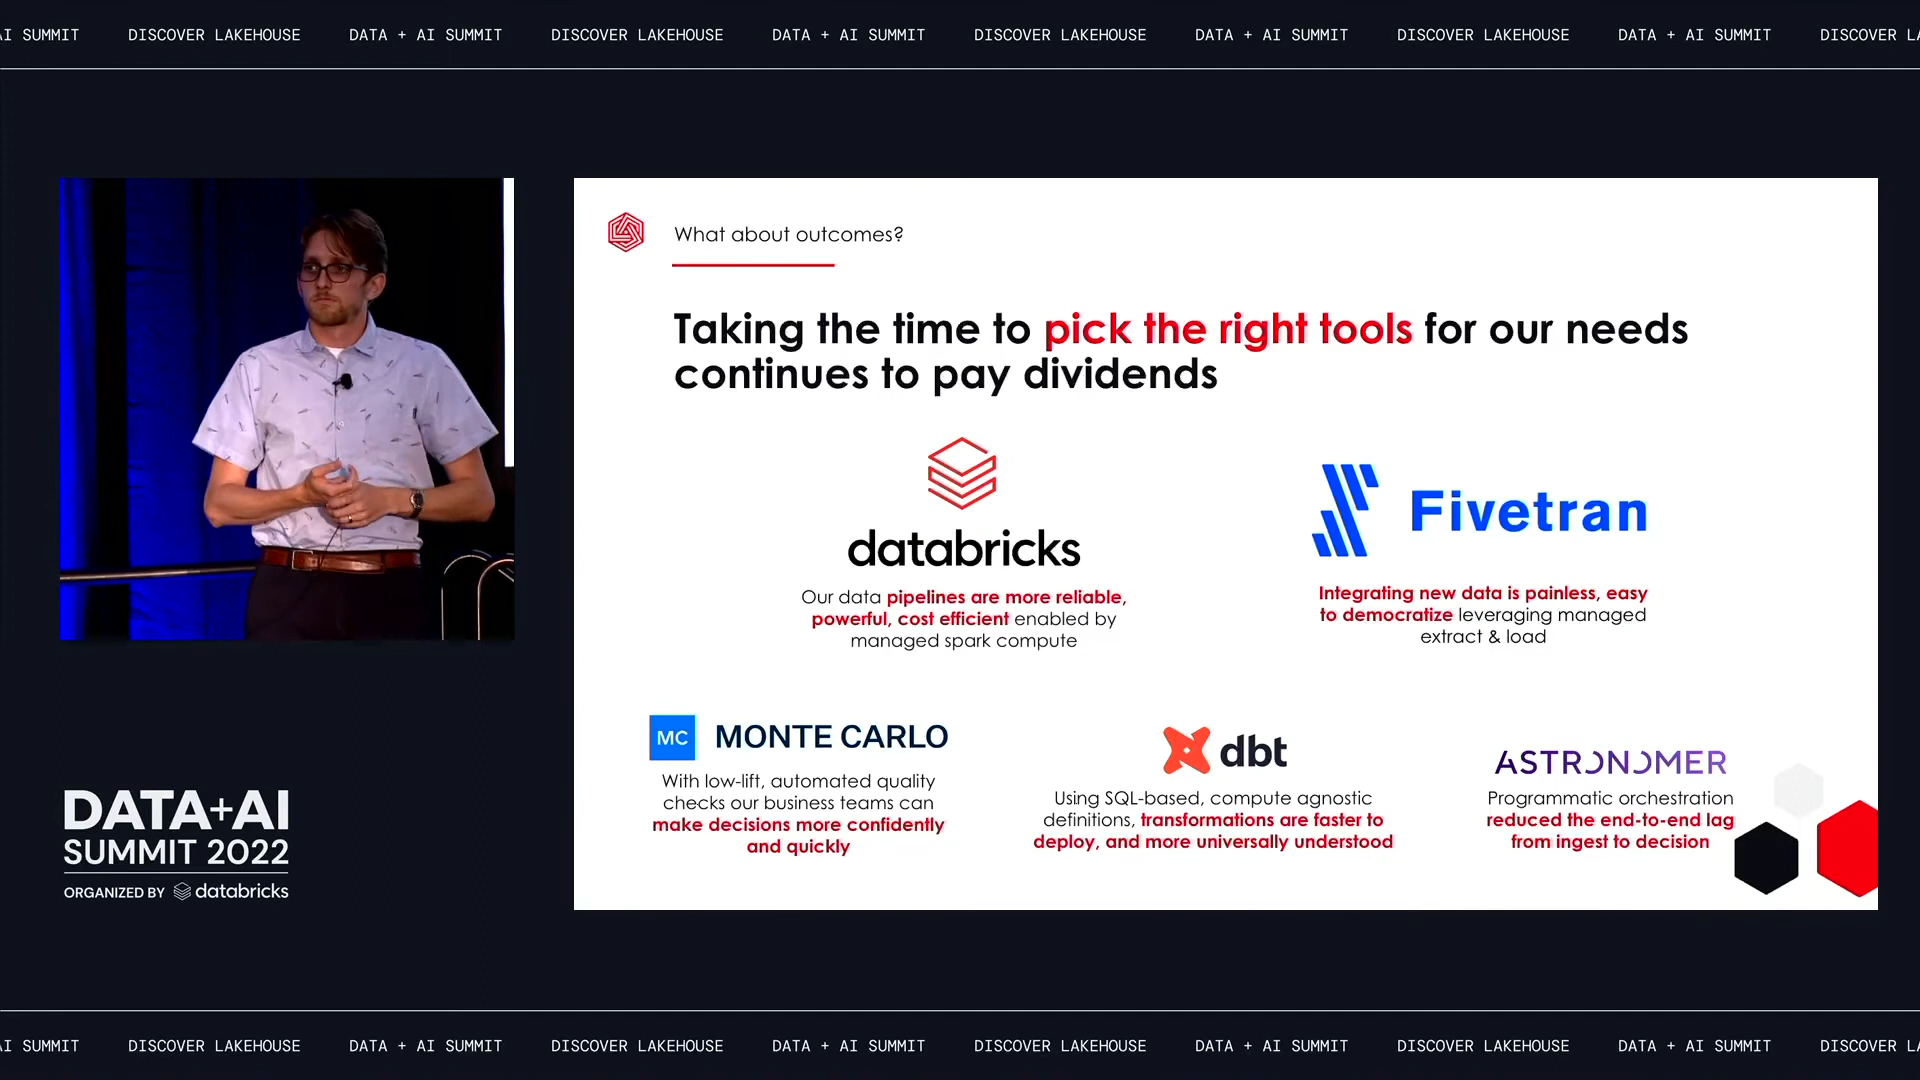 AI SUMMIT DISCOVER LAKEHOUSE DATA + AI SUMMIT DISCOVER LAKEHOUSE DATA + AI SUMMIT DISCOVER LAKEHOUSE DATA + AI SUMMIT DISCOVER LAKEHOUSE DATA + AI SUMMIT DISCOVER LA
What about outcomes?
Taking the time to pick the right tools for our needs
continues to pay dividends
databricks
Our data pipelines are more reliable,
powerful, cost efficient enabled by
managed spark compute
Fivetran
Integrating new data is painless, easy
to democratize leveraging managed
extract & load
MC MONTE CARLO
With low-lift, automated quality
checks our business teams can
make decisions more confidently
and quickly
dbt
Using SQL-based, compute agnostic
definitions, transformations are faster to
deploy, and more universally understood
ASTRONOMER
Programmatic orchestration
reduced the end-to-end lag
from ingest to decision
DATA+AI
SUMMIT 2022
ORGANIZED BY databricks
AI SUMMIT DISCOVER LAKEHOUSE DATA + AI SUMMIT DISCOVER LAKEHOUSE DATA + AI SUMMIT DISCOVER LAKEHOUSE DATA + AI SUMMIT DISCOVER LAKEHOUSE DATA + AI SUMMIT DISCOVER LA